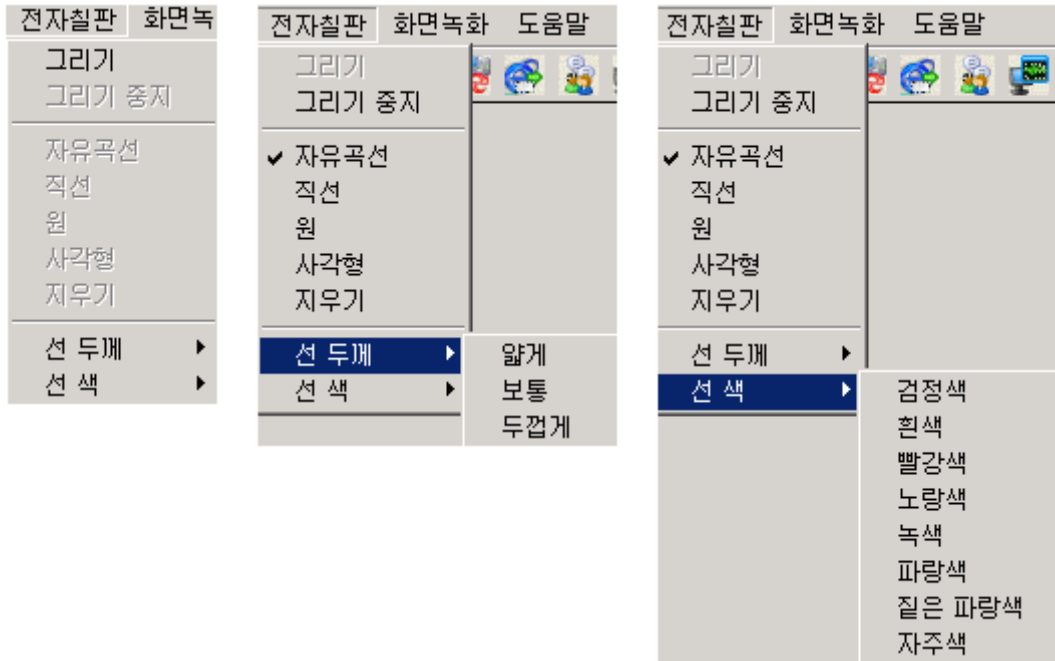 전자칠판 화면녹
그리기
그리기 중지
자유곡선
직선
원
사각형
지우기
선 두께
선 색
전자칠판 화면녹화 도움말
그리기
그리기 중지
자유곡선
직선
원
사각형
지우기
선 두께
선 색
얇게
보통
두껍게
전자칠판 화면녹화 도움말
그리기
그리기 중지
자유곡선
직선
원
사각형
지우기
선 두께
선 색
검정색
흰색
빨강색
노랑색
녹색
파랑색
짙은 파랑색
자주색